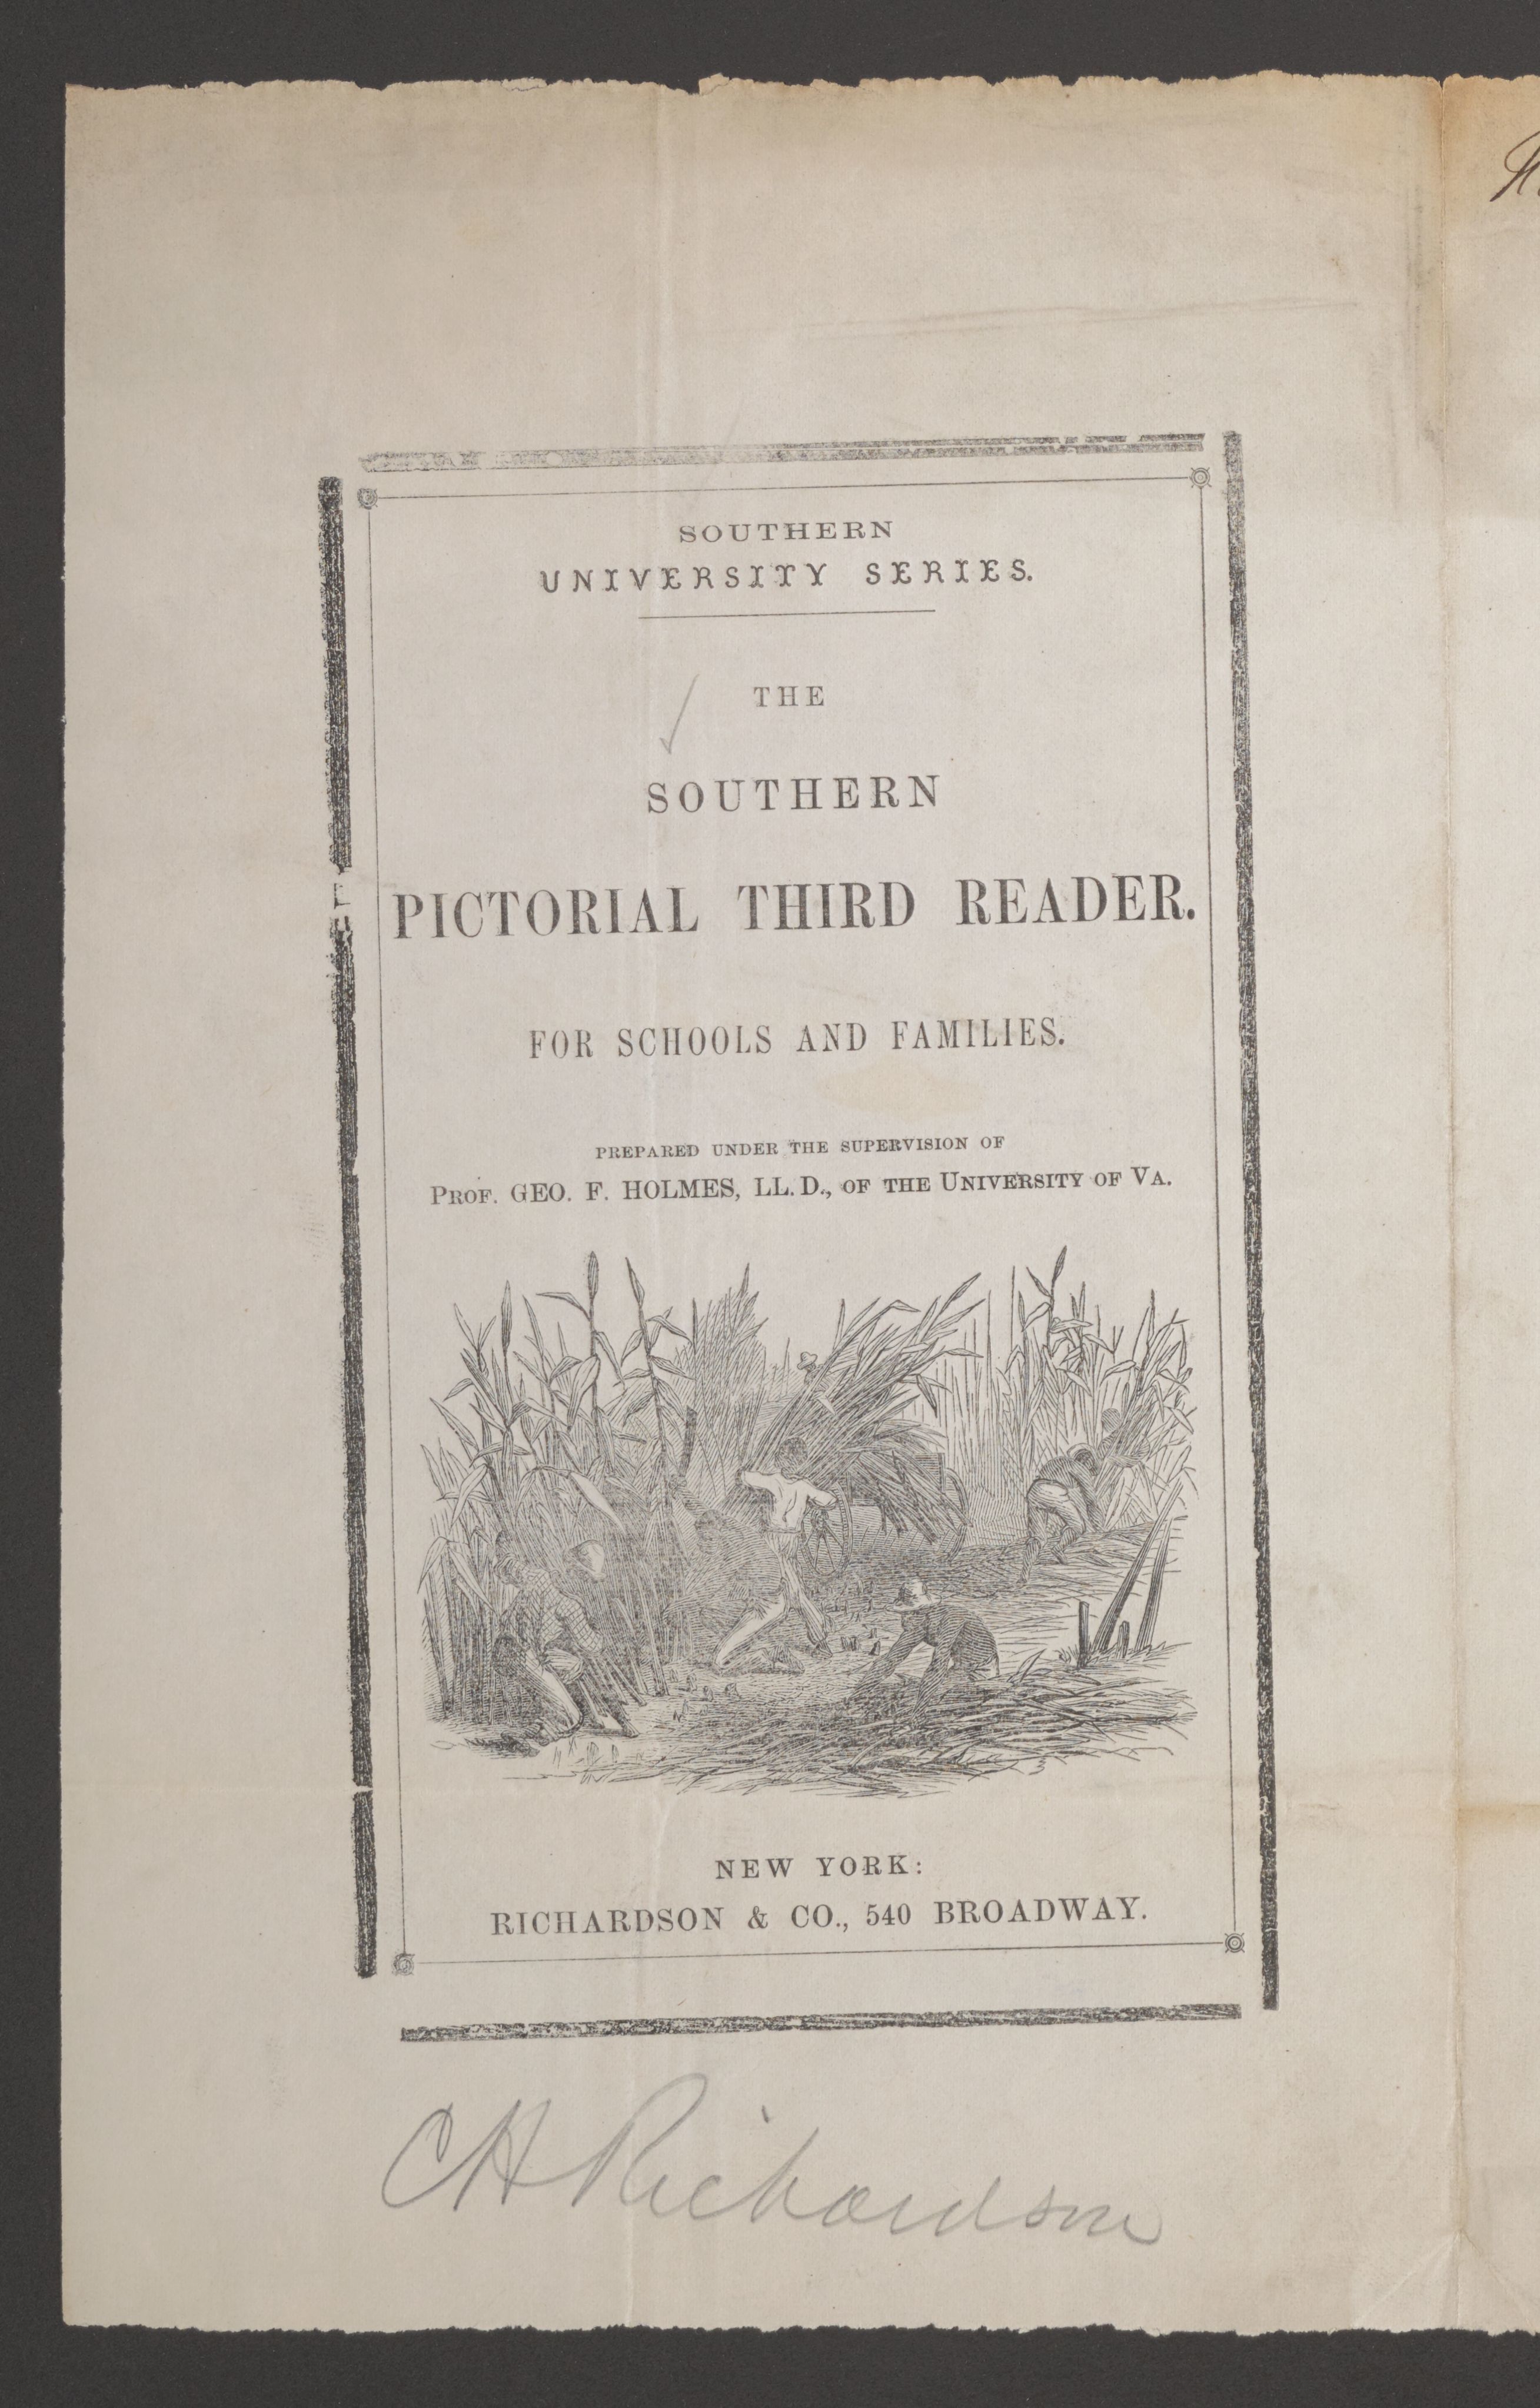 SOUTHERN
UNIVERSITY SERIES.
THE
SOUTHERN
PICTORIAL THIRD READER.
FOR SCHOOLS AND FAMILIES.
PREPARED UNDER THE SUPERVISION OF
PROF. GEO. F. HOLMES, LL. D., OF THE UNIVERSITY OF VA.
NEW YORK:
RICHARDSON & CO., 540 BROADWAY.
C H Richardson